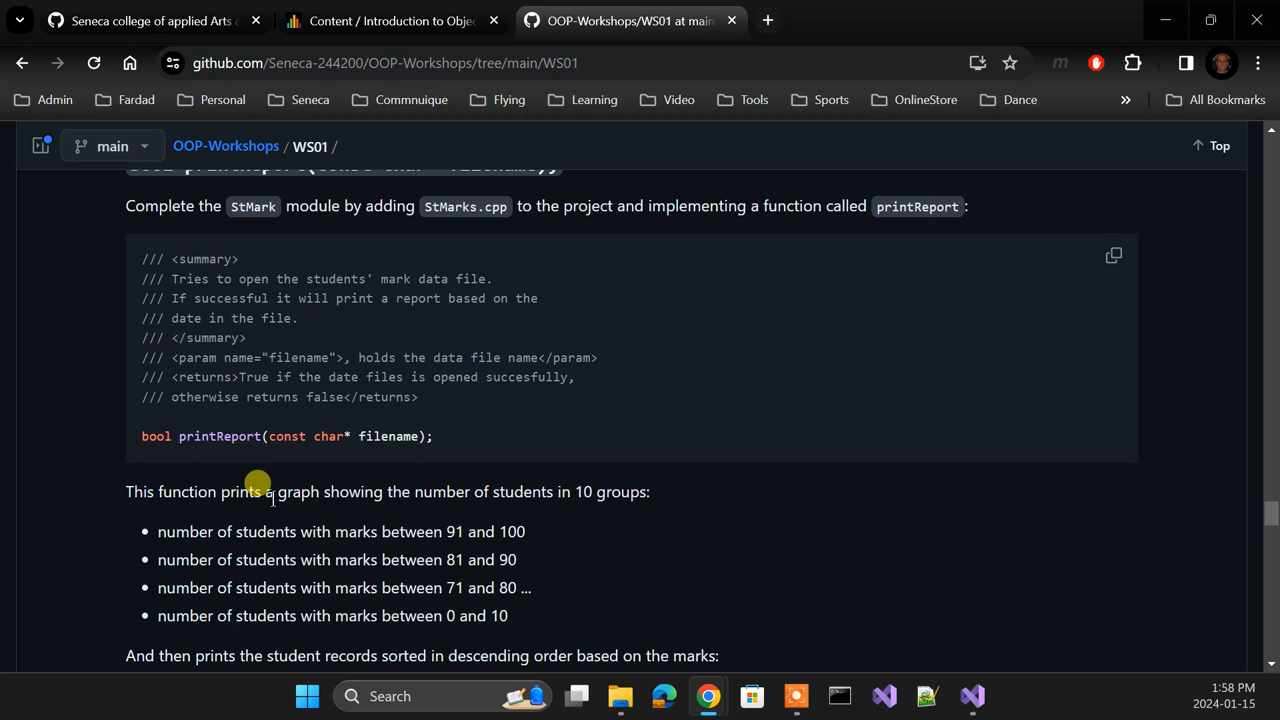 Seneca college of applied Arts a
Content / Introduction to Objec
OOP-Workshops/WS01 at main
github.com/Seneca-244200/OOP-Workshops/tree/main/WS01
Admin
Fardad
Personal
Seneca
Commnuique
Flying
Learning
Video
Tools
Sports
OnlineStore
Dance
»
All Bookmarks
main
OOP-Workshops / WS01 /
Top
bool printReport(const char* filename);
Complete the StMark module by adding StMarks.cpp to the project and implementing a function called printReport:
/// <summary>
/// Tries to open the students' mark data file.
/// If successful it will print a report based on the
/// date in the file.
/// </summary>
/// <param name="filename">, holds the data file name</param>
/// <returns>True if the date files is opened succesfully,
/// otherwise returns false</returns>
bool printReport(const char* filename);
This function prints a graph showing the number of students in 10 groups:
• number of students with marks between 91 and 100
• number of students with marks between 81 and 90
• number of students with marks between 71 and 80 ...
• number of students with marks between 0 and 10
And then prints the student records sorted in descending order based on the marks:
Search
1:58 PM
2024-01-15